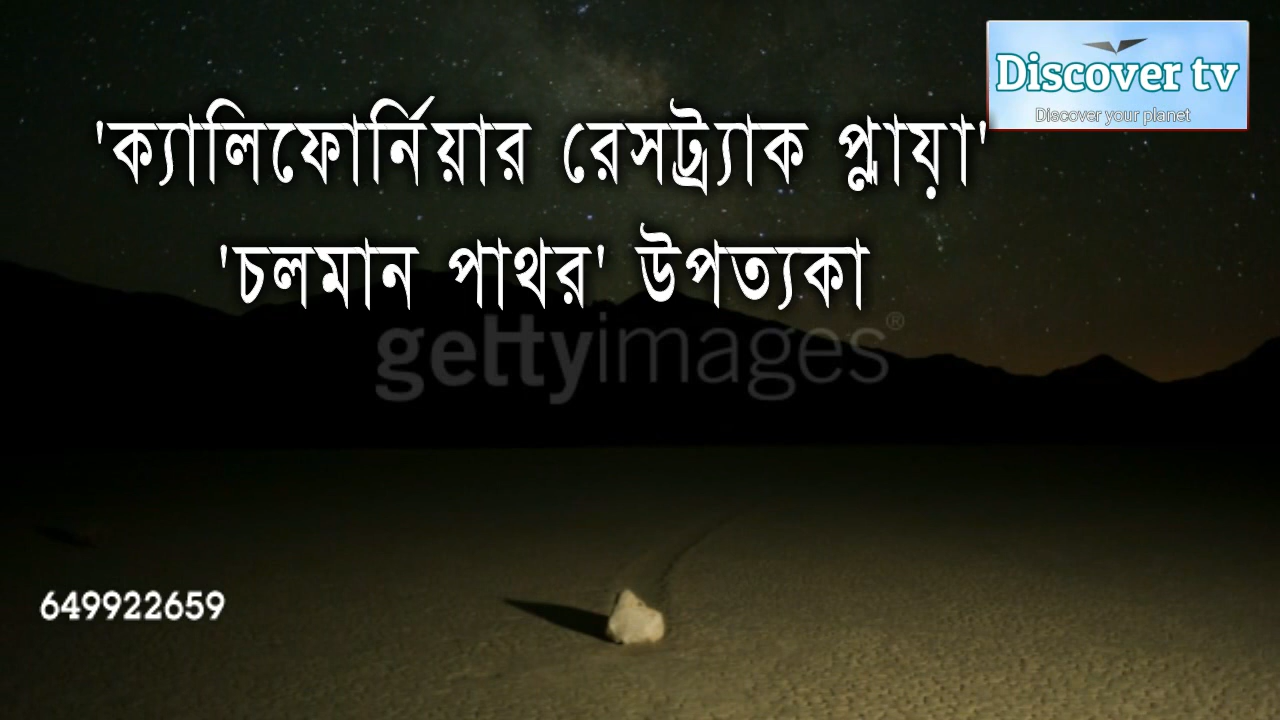 Discover tv
Discover your planet
'ক্যালিফোর্নিয়ার রেসট্র্যাক প্লায়া'
'চলমান পাথর' উপত্যকা
gettyimages®
649922659